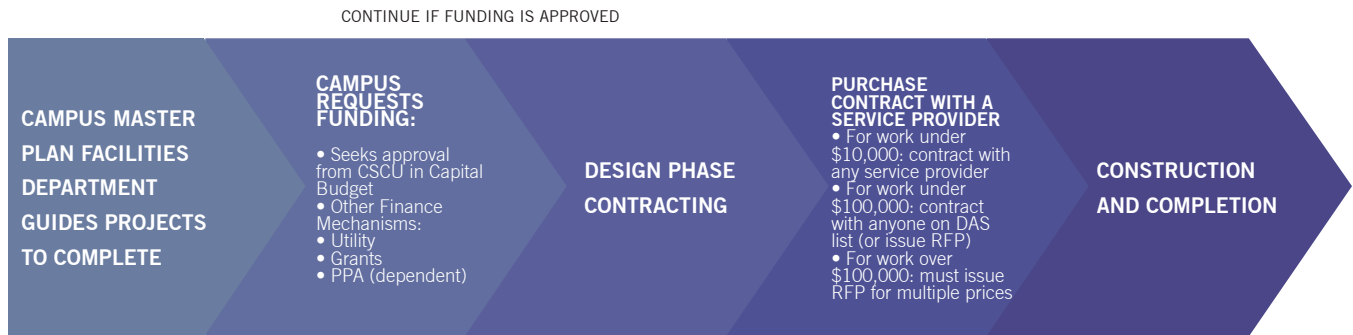 CONTINUE IF FUNDING IS APPROVED
CAMPUS MASTER
PLAN FACILITIES
DEPARTMENT
GUIDES PROJECTS
TO COMPLETE
CAMPUS
REQUESTS
FUNDING:
• Seeks approval
from CSCU in Capital
Budget
• Other Finance
Mechanisms:
• Utility
• Grants
• PPA (dependent)
DESIGN PHASE
CONTRACTING
PURCHASE
CONTRACT WITH A
SERVICE PROVIDER
• For work under
$10,000: contract with
any service provider
• For work under
$100,000: contract
with anyone on DAS
list (or issue RFP)
• For work over
$100,000: must issue
RFP for multiple prices
CONSTRUCTION
AND COMPLETION